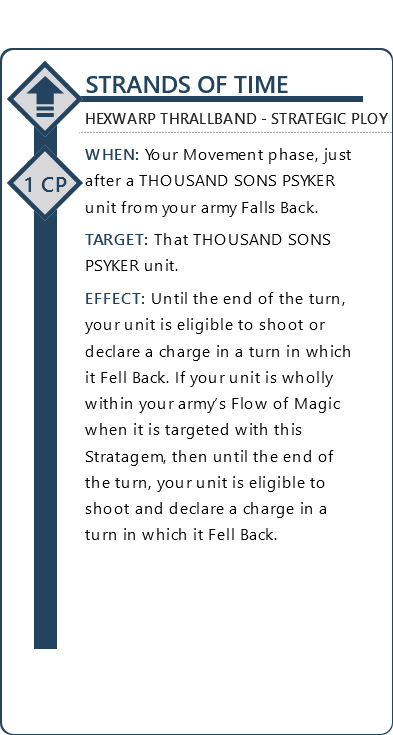 STRANDS OF TIME
HEXWARP THRALLBAND - STRATEGIC PLOY
1 CP
WHEN: Your Movement phase, just
after a THOUSAND SONS PSYKER
unit from your army Falls Back.
TARGET: That THOUSAND SONS
PSYKER unit.
EFFECT: Until the end of the turn,
your unit is eligible to shoot or
declare a charge in a turn in which
it Fell Back. If your unit is wholly
within your army’s Flow of Magic
when it is targeted with this
Stratagem, then until the end of
the turn, your unit is eligible to
shoot and declare a charge in a
turn in which it Fell Back.